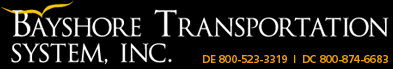 BAYSHORE TRANSPORTATION
SYSTEM, INC.
DE 800-523-3319 | DC 800-874-6683